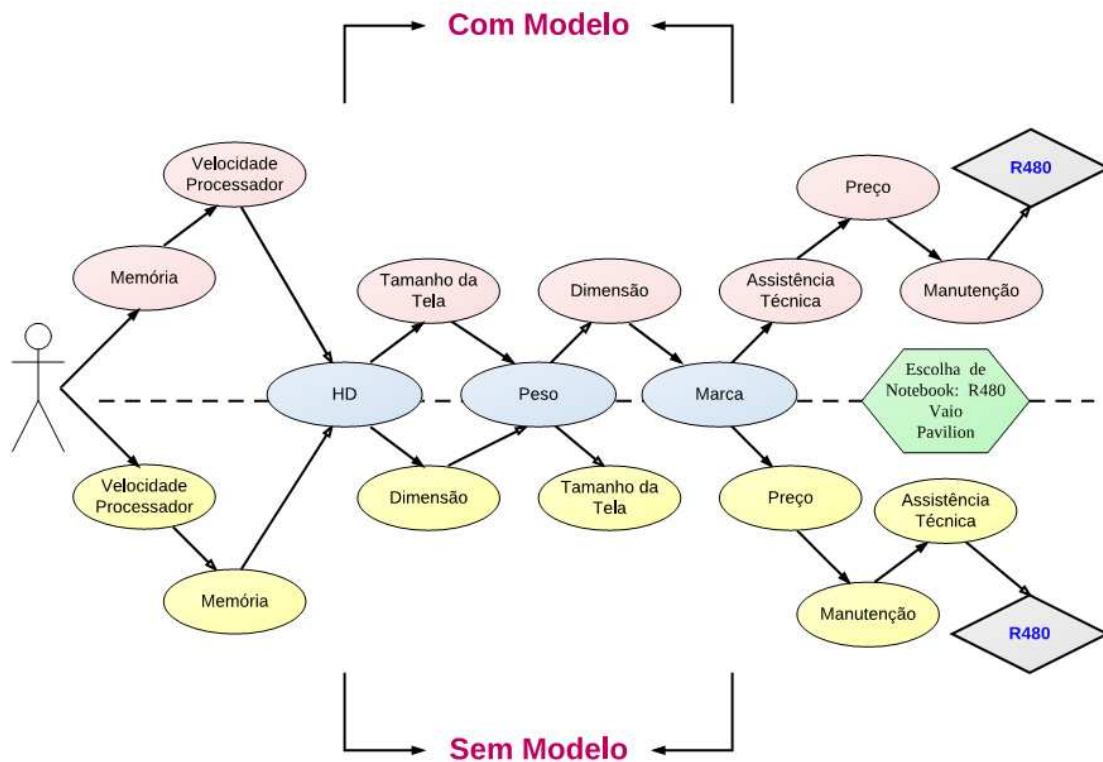 Com Modelo
Velocidade
Processador
Preço
R480
Memória
Tamanho da
Tela
Dimensão
Assistência
Técnica
Manutenção
HD
Peso
Marca
Escolha de
Notebook: R480
Vaio
Pavilion
Velocidade
Processador
Dimensão
Tamanho da
Tela
Preço
Assistência
Técnica
Memória
Manutenção
R480
Sem Modelo